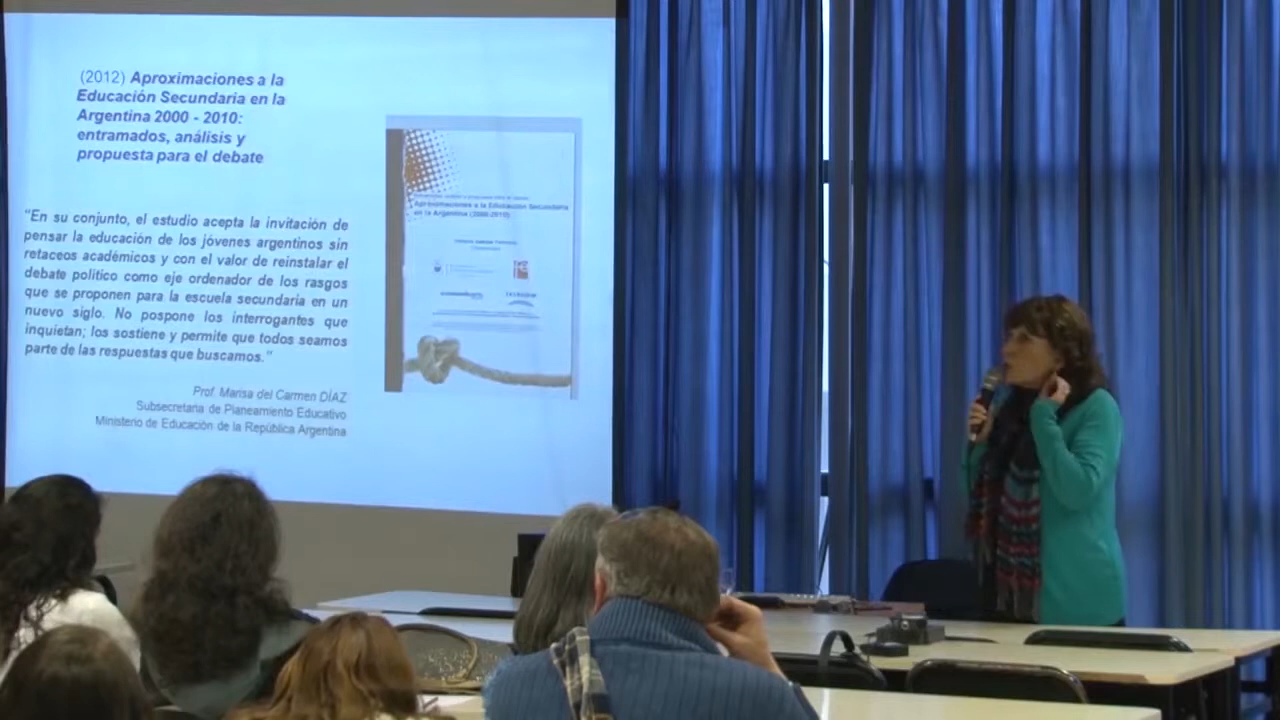 (2012) Aproximaciones a la
Educación Secundaria en la
Argentina 2000 - 2010:
entramados, análisis y
propuesta para el debate
"En su conjunto, el estudio acepta la invitación de
pensar la educación de los jóvenes argentinos sin
retaceos académicos y con el valor de reinstalar el
debate político como eje ordenador de los rasgos
que se proponen para la escuela secundaria en un
nuevo siglo. No pospone los interrogantes que
inquietan; los sostiene y permite que todos seamos
parte de las respuestas que buscamos."
Prof. Marisa del Carmen DÍAZ
Subsecretaria de Planeamiento Educativo
Ministerio de Educación de la República Argentina
Aproximaciones a la Educación Secundaria
en la Argentina (2000-2010)